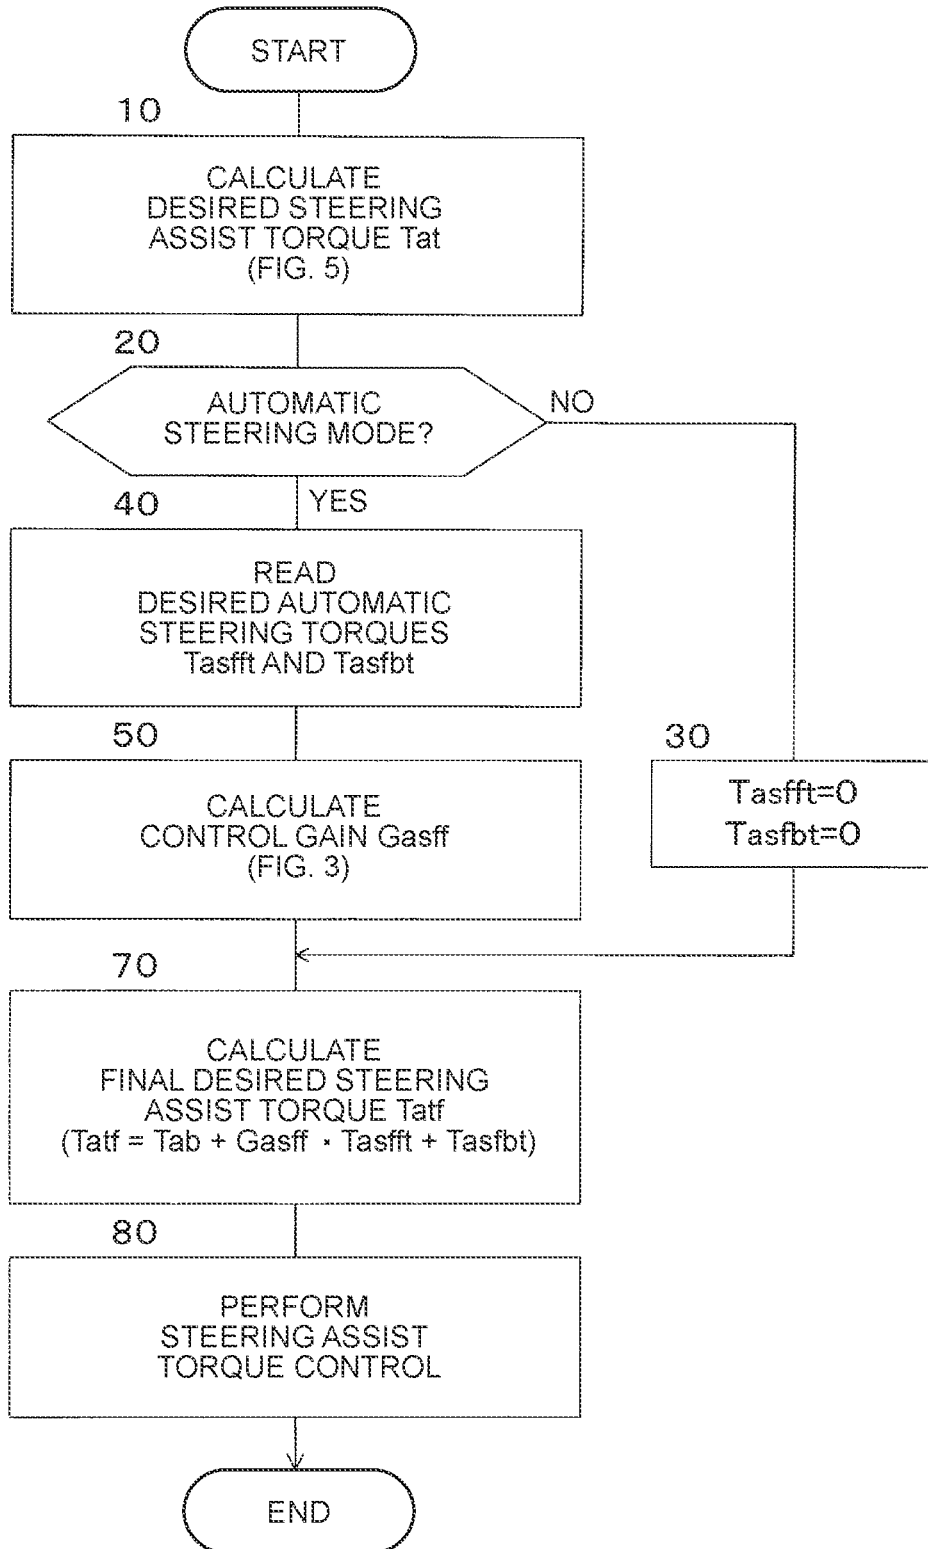 START
10
CALCULATE
DESIRED STEERING
ASSIST TORQUE Tat
(FIG. 5)
20
AUTOMATIC
STEERING MODE?
NO
YES
40
READ
DESIRED AUTOMATIC
STEERING TORQUES
Tasfft AND Tasfbt
50
CALCULATE
CONTROL GAIN Gasff
(FIG. 3)
30
Tasfft=0
Tasfbt=0
70
CALCULATE
FINAL DESIRED STEERING
ASSIST TORQUE Tatf
(Tatf = Tab + Gasff · Tasfft + Tasfbt)
80
PERFORM
STEERING ASSIST
TORQUE CONTROL
END